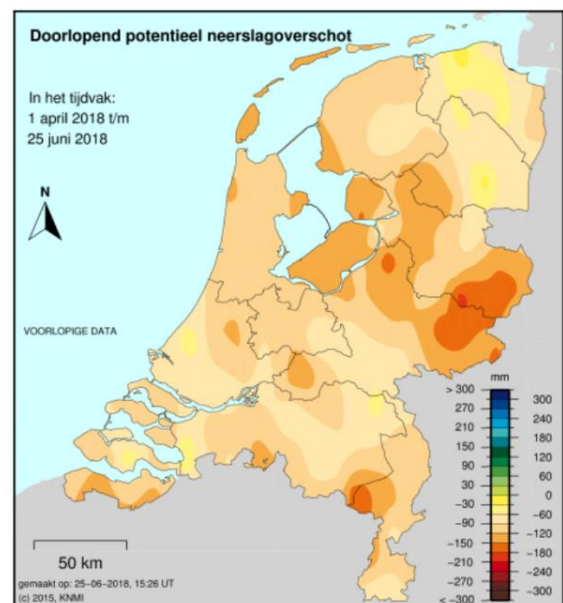 Doorlopend potentieel neerslagoverschot
In het tijdvak:
1 april 2018 t/m
25 juni 2018
N
VOORLOPIGE DATA
mm
> 300
300
270
240
210
180
150
120
90
60
30
0
−30
−60
−90
−120
−150
−180
−210
−240
−270
−300
< −300
50 km
gemaakt op: 25−06−2018, 15:26 UT
(c) 2015, KNMI